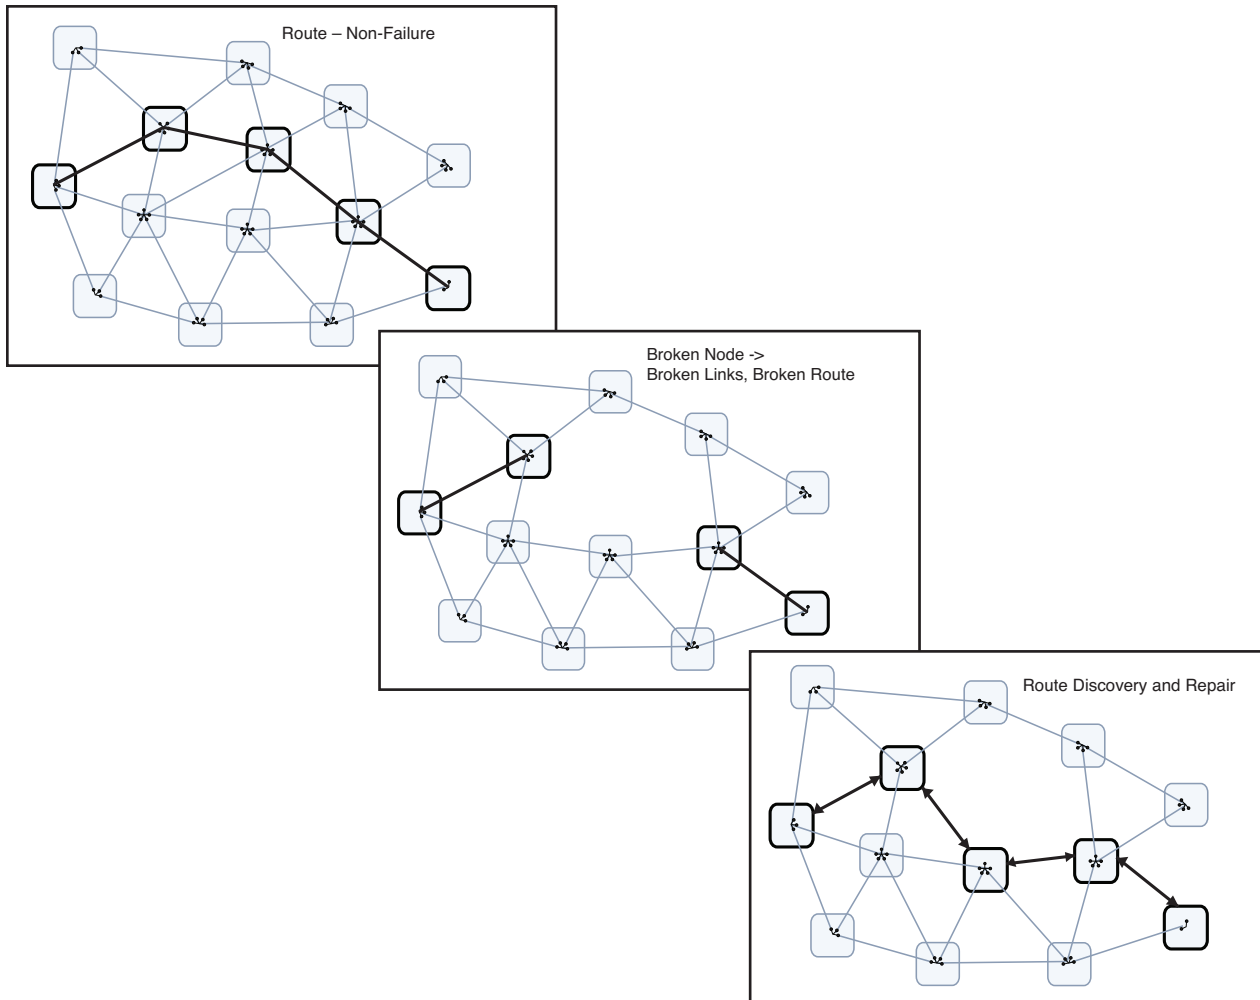 Route – Non-Failure
Broken Node ->
Broken Links, Broken Route
Route Discovery and Repair